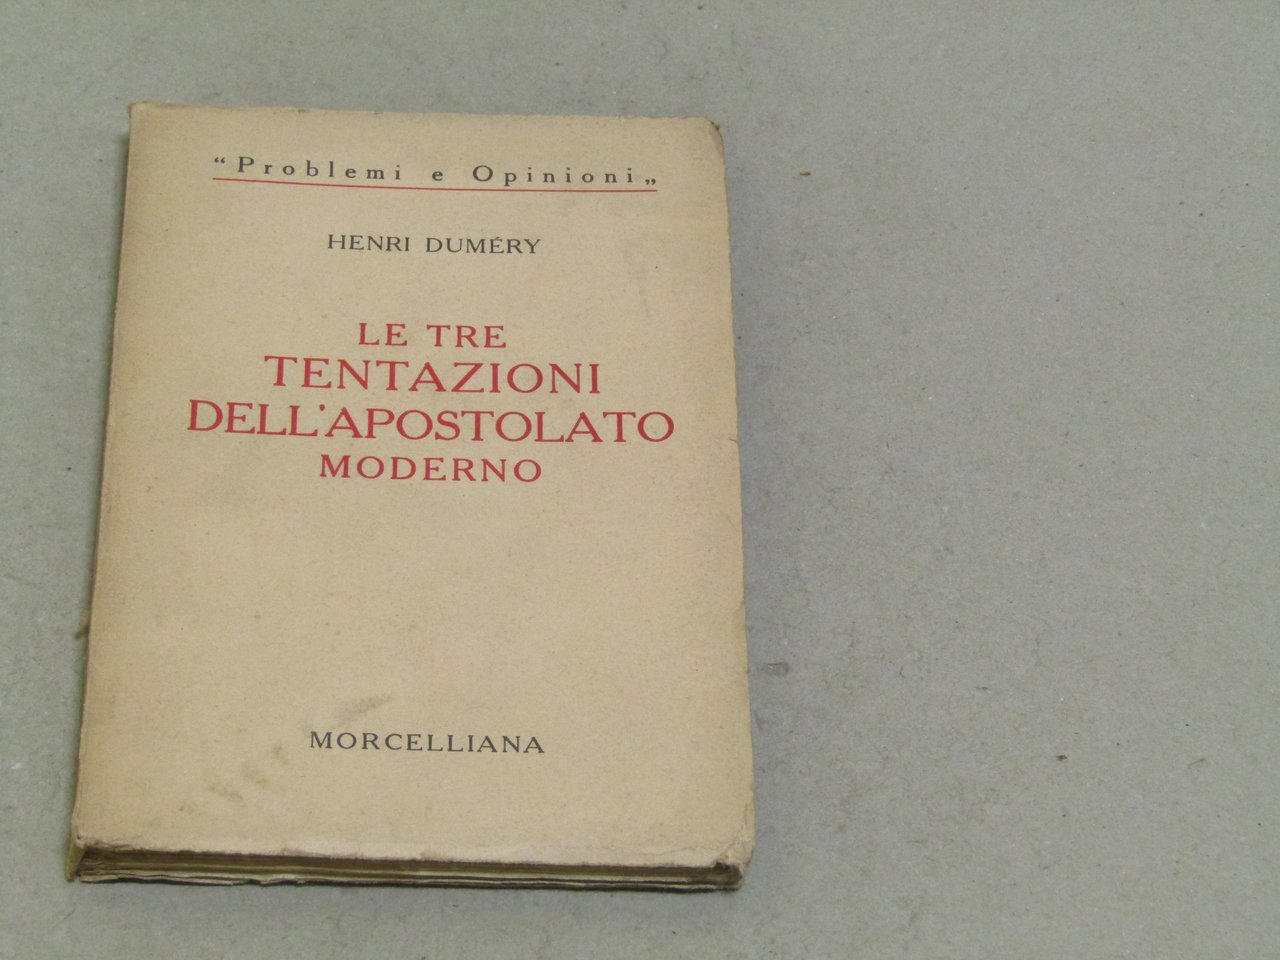 “Problemi e Opinioni„
HENRI DUMÉRY
LE TRE
TENTAZIONI
DELL'APOSTOLATO
MODERNO
MORCELLIANA